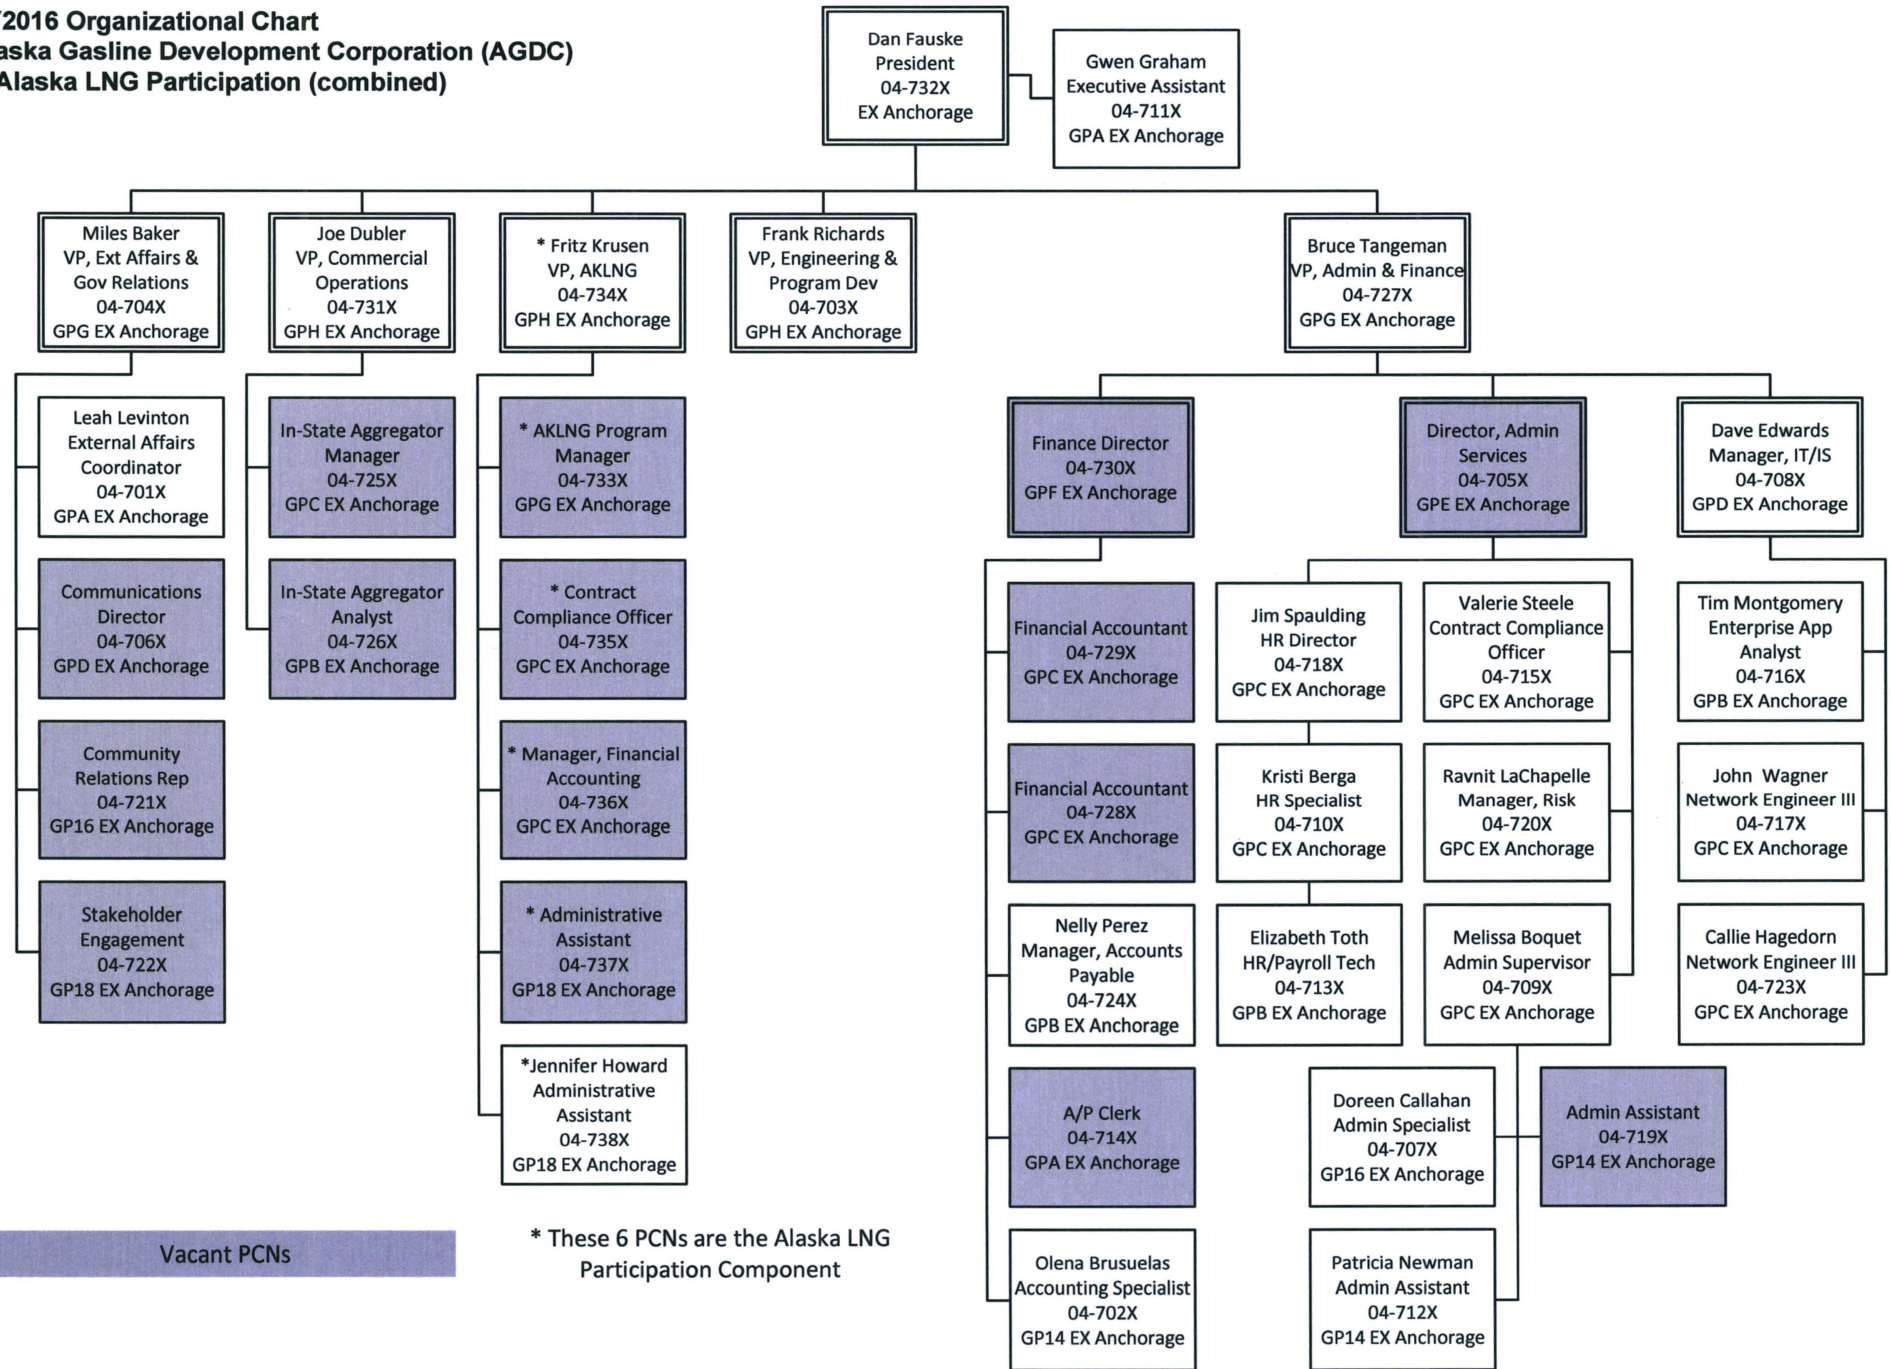 2016 Organizational Chart
aska Gasline Development Corporation (AGDC)
Alaska LNG Participation (combined)
Dan Fauske
President
04-732X
EX Anchorage
Gwen Graham
Executive Assistant
04-711X
GPA EX Anchorage
Miles Baker
VP, Ext Affairs &
Gov Relations
04-704X
GPG EX Anchorage
Joe Dubler
VP, Commercial
Operations
04-731X
GPH EX Anchorage
* Fritz Krusen
VP, AKLNG
04-734X
GPH EX Anchorage
Frank Richards
VP, Engineering &
Program Dev
04-703X
GPH EX Anchorage
Bruce Tangeman
VP, Admin & Finance
04-727X
GPG EX Anchorage
Leah Levinton
External Affairs
Coordinator
04-701X
GPA EX Anchorage
Communications
Director
04-706X
GPD EX Anchorage
Community
Relations Rep
04-721X
GP16 EX Anchorage
Stakeholder
Engagement
04-722X
GP18 EX Anchorage
In-State Aggregator
Manager
04-725X
GPC EX Anchorage
In-State Aggregator
Analyst
04-726X
GPB EX Anchorage
* AKLNG Program
Manager
04-733X
GPG EX Anchorage
* Contract
Compliance Officer
04-735X
GPC EX Anchorage
* Manager, Financial
Accounting
04-736X
GPC EX Anchorage
* Administrative
Assistant
04-737X
GP18 EX Anchorage
*Jennifer Howard
Administrative
Assistant
04-738X
GP18 EX Anchorage
Finance Director
04-730X
GPF EX Anchorage
Financial Accountant
04-729X
GPC EX Anchorage
Financial Accountant
04-728X
GPC EX Anchorage
Nelly Perez
Manager, Accounts
Payable
04-724X
GPB EX Anchorage
A/P Clerk
04-714X
GPA EX Anchorage
Olena Brusuelas
Accounting Specialist
04-702X
GP14 EX Anchorage
Director, Admin
Services
04-705X
GPE EX Anchorage
Jim Spaulding
HR Director
04-718X
GPC EX Anchorage
Kristi Berga
HR Specialist
04-710X
GPC EX Anchorage
Elizabeth Toth
HR/Payroll Tech
04-713X
GPB EX Anchorage
Valerie Steele
Contract Compliance
Officer
04-715X
GPC EX Anchorage
Ravnit LaChapelle
Manager, Risk
04-720X
GPC EX Anchorage
Melissa Boquet
Admin Supervisor
04-709X
GPC EX Anchorage
Doreen Callahan
Admin Specialist
04-707X
GP16 EX Anchorage
Admin Assistant
04-719X
GP14 EX Anchorage
Patricia Newman
Admin Assistant
04-712X
GP14 EX Anchorage
Dave Edwards
Manager, IT/IS
04-708X
GPD EX Anchorage
Tim Montgomery
Enterprise App
Analyst
04-716X
GPB EX Anchorage
John Wagner
Network Engineer III
04-717X
GPC EX Anchorage
Callie Hagedorn
Network Engineer III
04-723X
GPC EX Anchorage
Vacant PCNs
* These 6 PCNs are the Alaska LNG
Participation Component